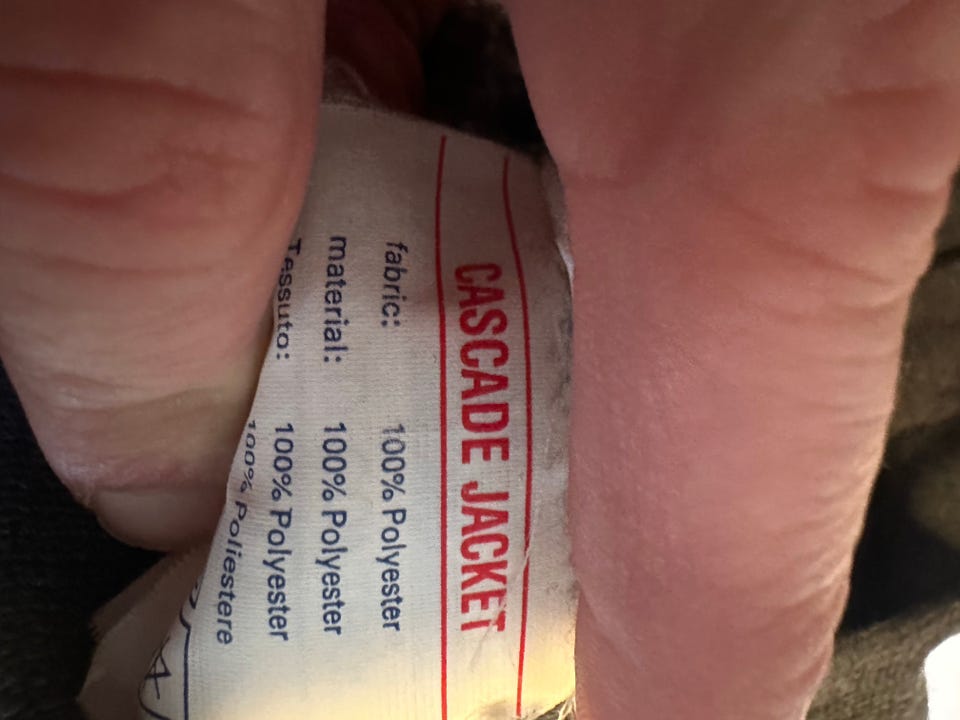 CASCADE JACKET
fabric: 100% Polyester
material: 100% Polyester
Tessuto: 100% Polyester
100% Poliestere
A